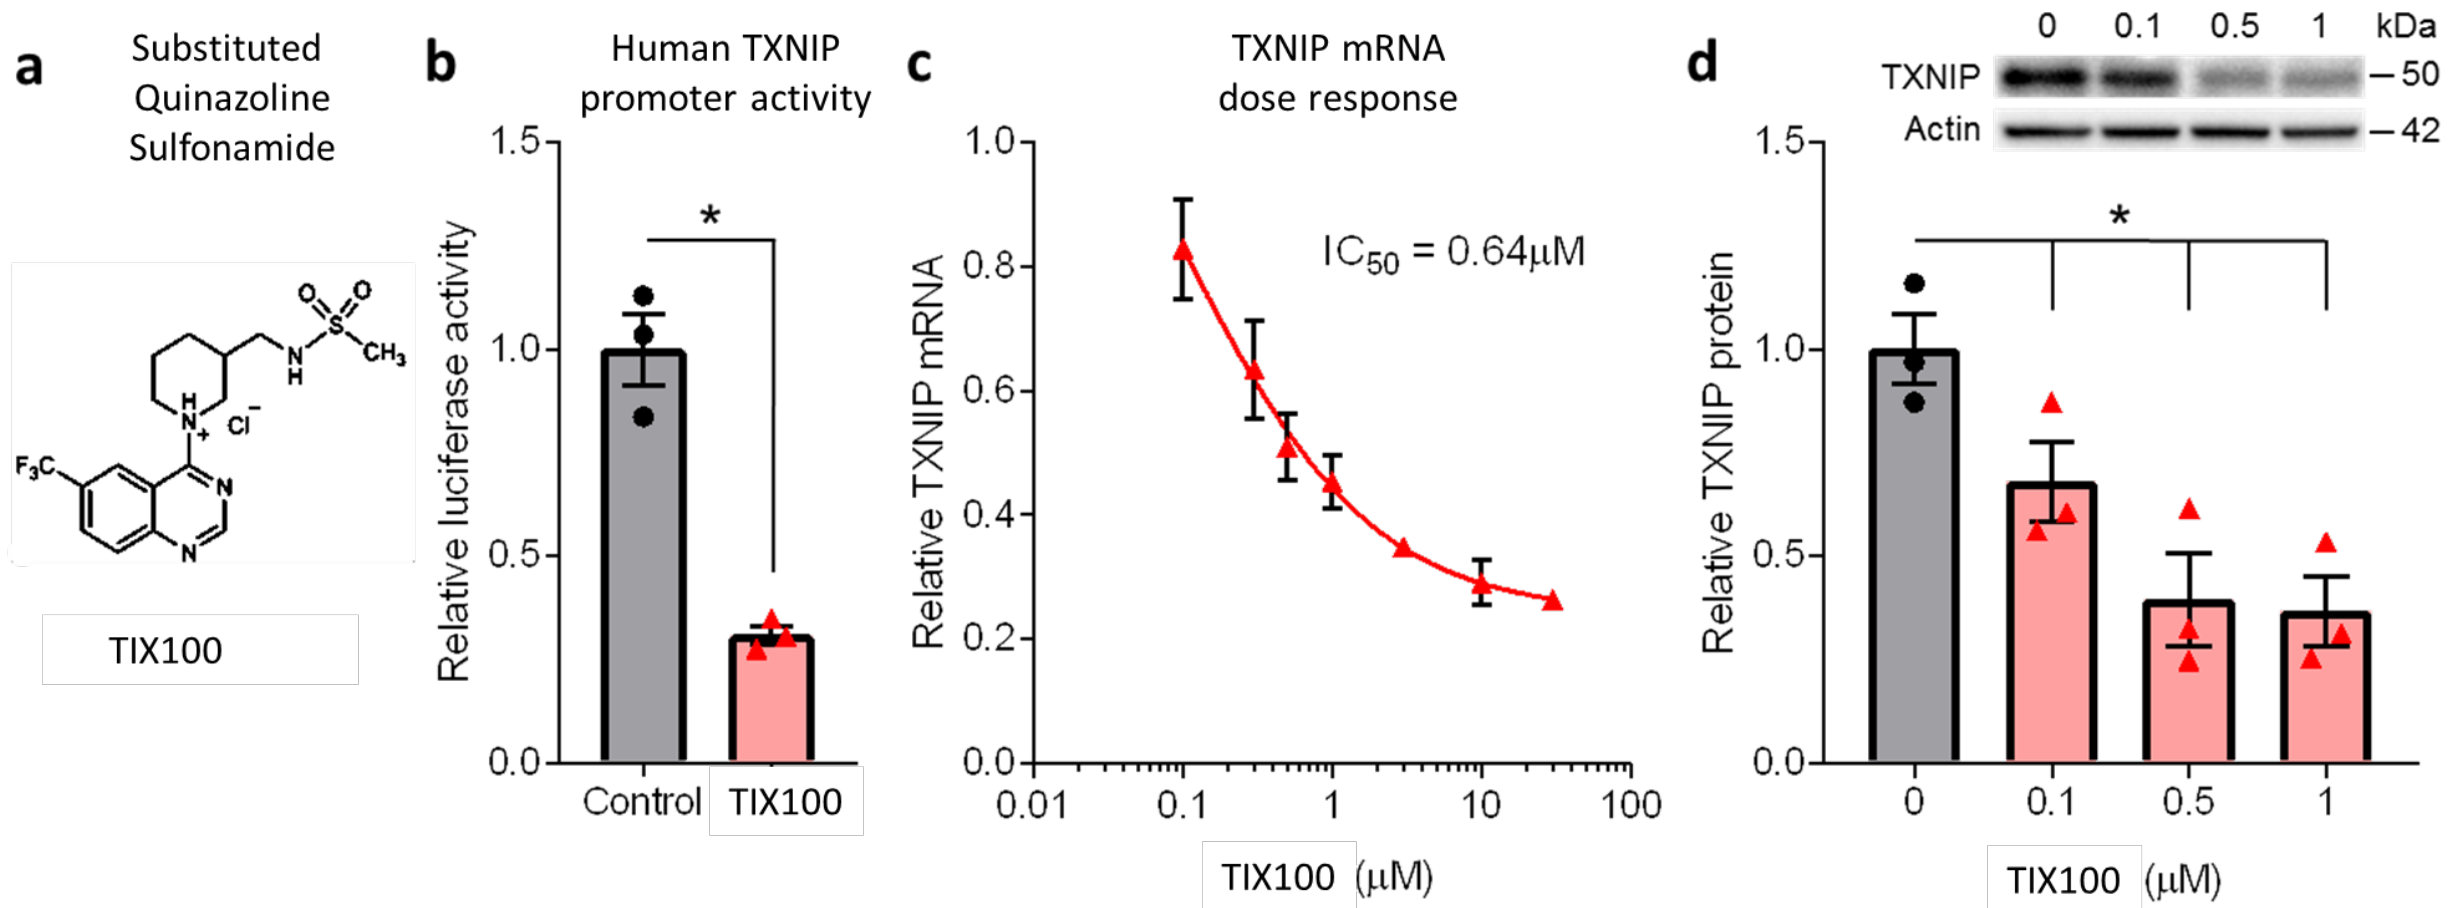 a
Substituted
Quinazoline
Sulfonamide
O O
S
CH3
N
H
H
N
+
Cl−
F3C
N
N
TIX100
b
Human TXNIP
promoter activity
Relative luciferase activity
1.5
1.0
0.5
0.0
*
Control
TIX100
c
TXNIP mRNA
dose response
Relative TXNIP mRNA
1.0
0.8
0.6
0.4
0.2
0.0
IC50 = 0.64μM
0.01 0.1 1 10 100
TIX100 (μM)
d
0 0.1 0.5 1 kDa
TXNIP 50
Actin 42
Relative TXNIP protein
1.5
1.0
0.5
0.0
*
0 0.1 0.5 1
TIX100 (μM)